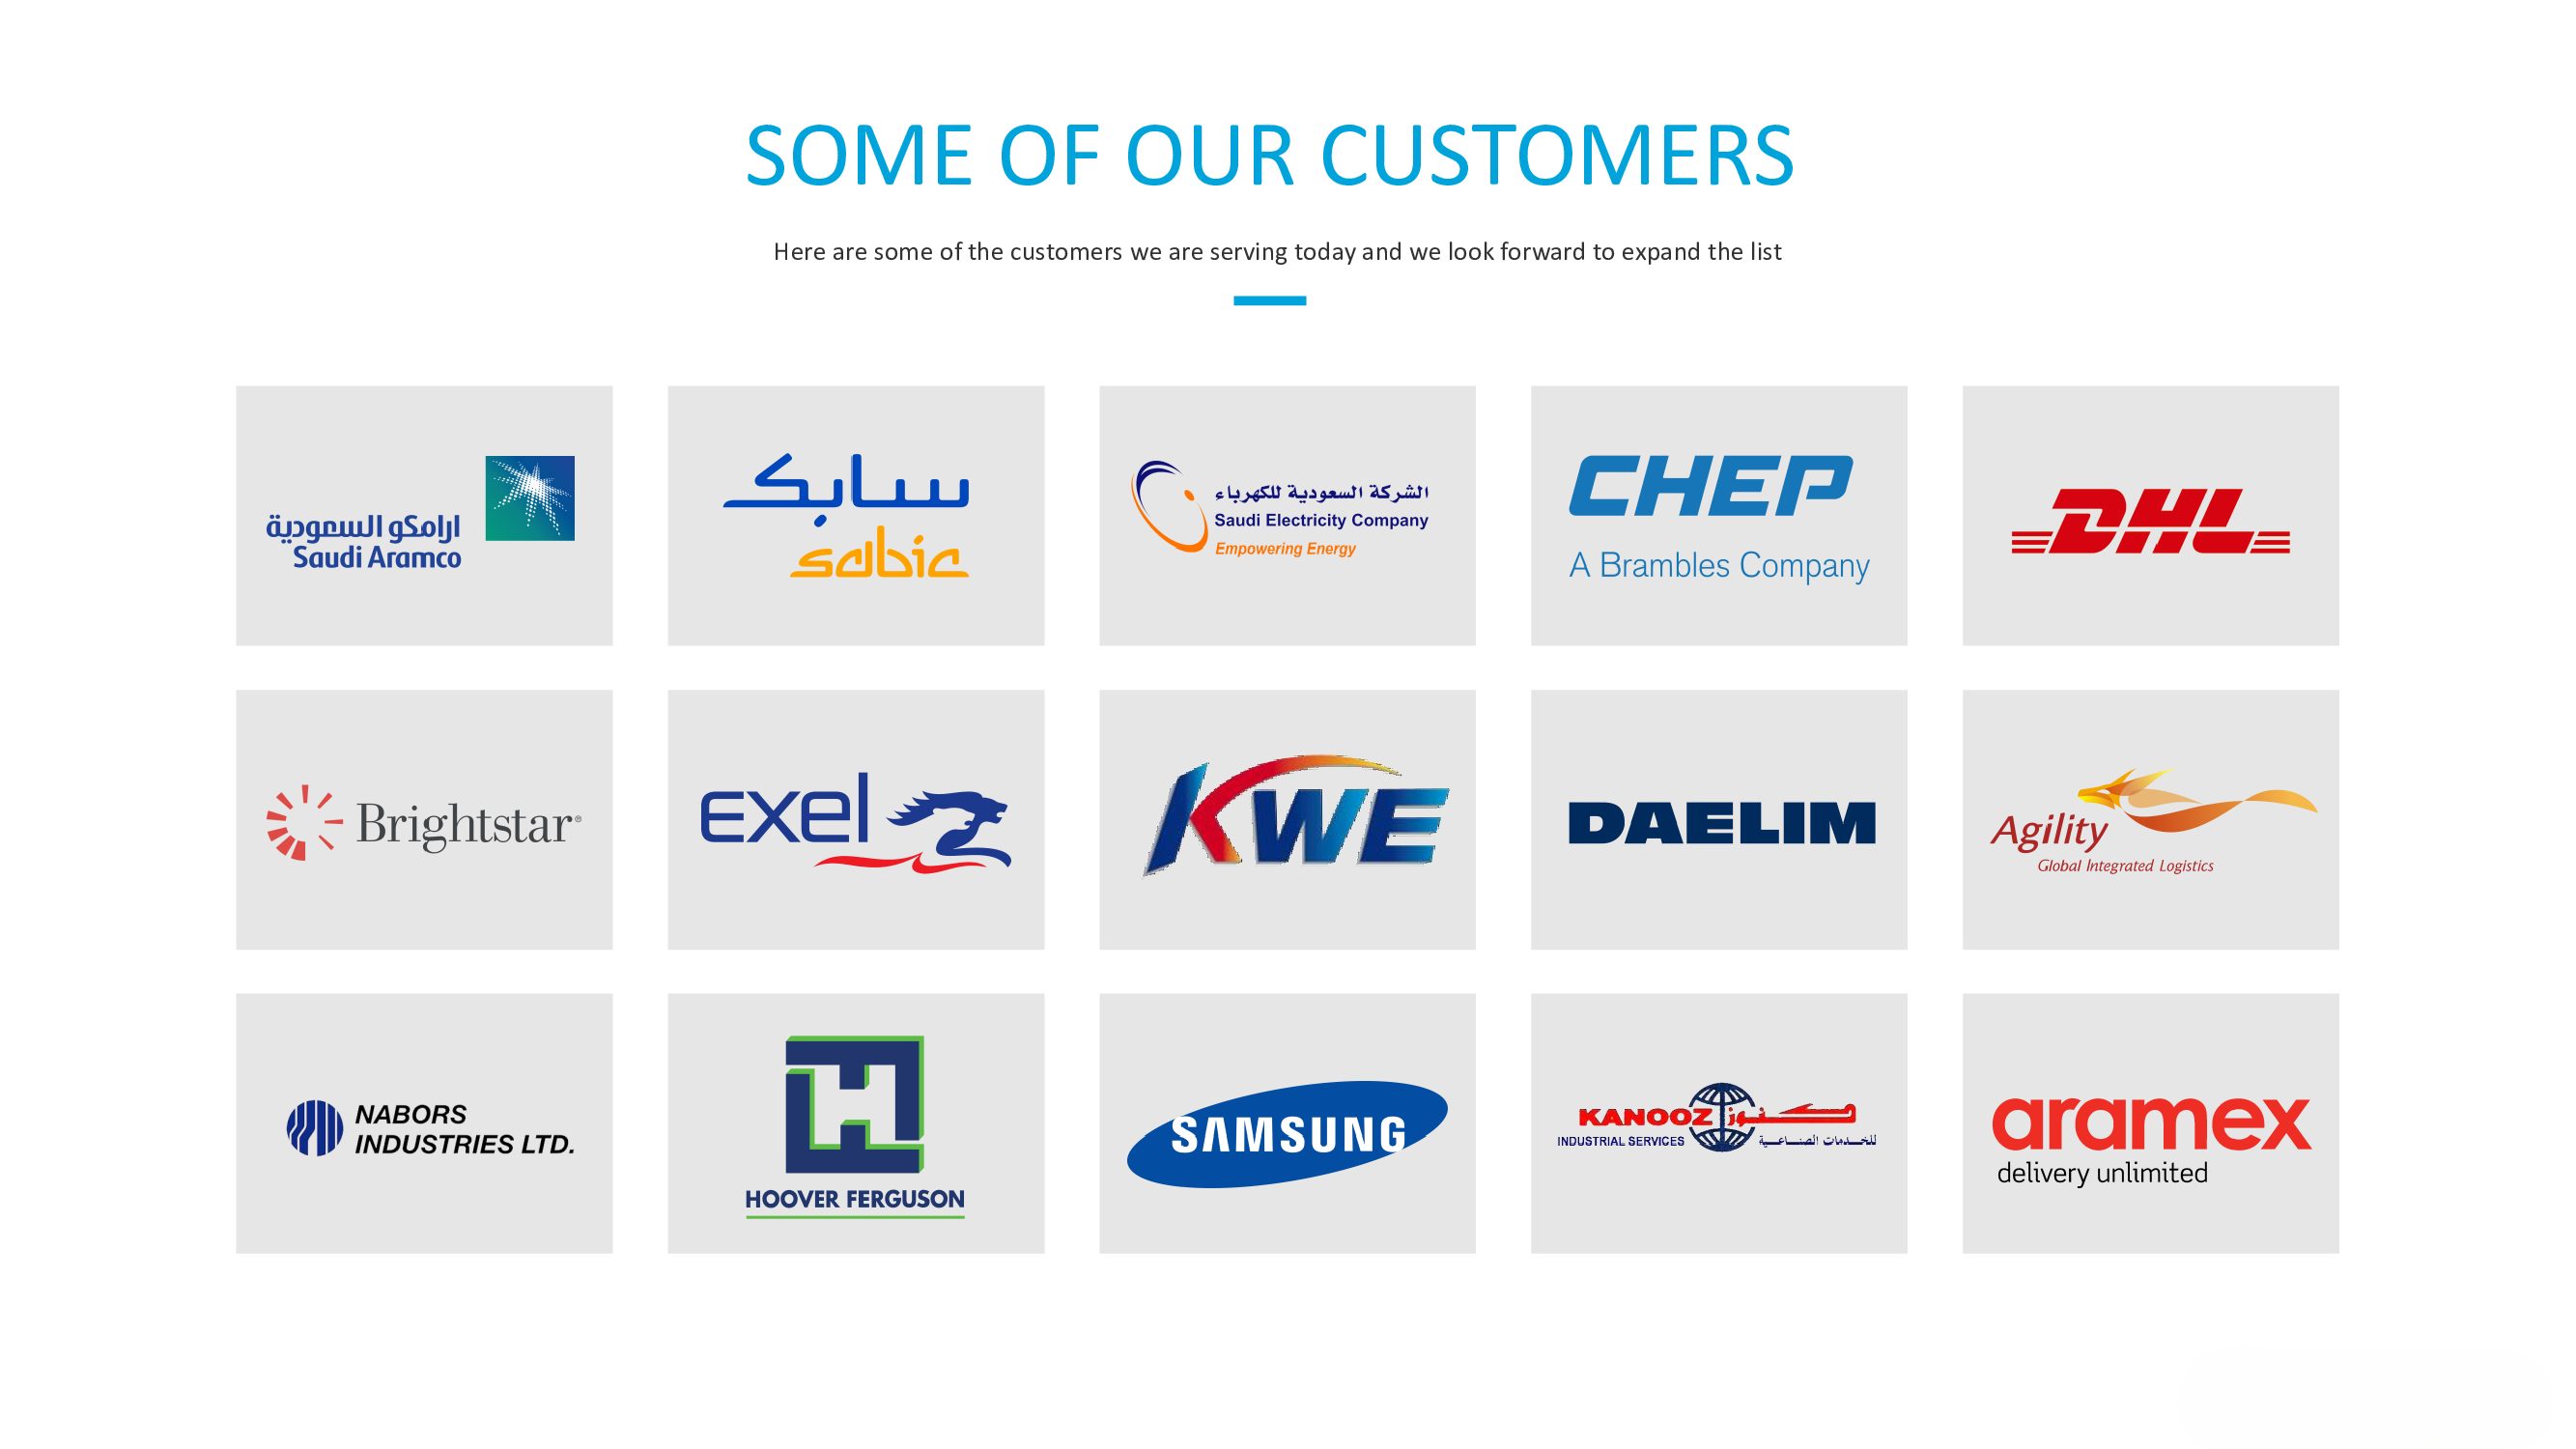 SOME OF OUR CUSTOMERS
Here are some of the customers we are serving today and we look forward to expand the list
ارامكو السعودية
Saudi Aramco
سابك
sabic
الشركة السعودية للكهرباء
Saudi Electricity Company
Empowering Energy
CHEP
A Brambles Company
DHL
Brightstar®
exel
KWE
DAELIM
Agility
Global Integrated Logistics
NABORS
INDUSTRIES LTD.
HOOVER FERGUSON
SAMSUNG
KANOOZ كنوز
INDUSTRIAL SERVICES للخدمات الصناعية
aramex
delivery unlimited